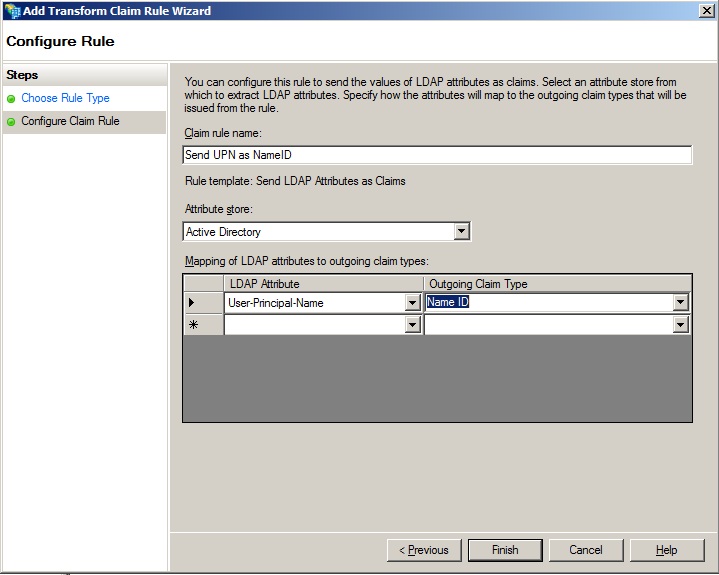 Add Transform Claim Rule Wizard
Configure Rule
Steps
Choose Rule Type
Configure Claim Rule
You can configure this rule to send the values of LDAP attributes as claims. Select an attribute store from
which to extract LDAP attributes. Specify how the attributes will map to the outgoing claim types that will be
issued from the rule.
Claim rule name:
Send UPN as NameID
Rule template: Send LDAP Attributes as Claims
Attribute store:
Active Directory
Mapping of LDAP attributes to outgoing claim types:
LDAP Attribute Outgoing Claim Type
User-Principal-Name Name ID
< Previous Finish Cancel Help